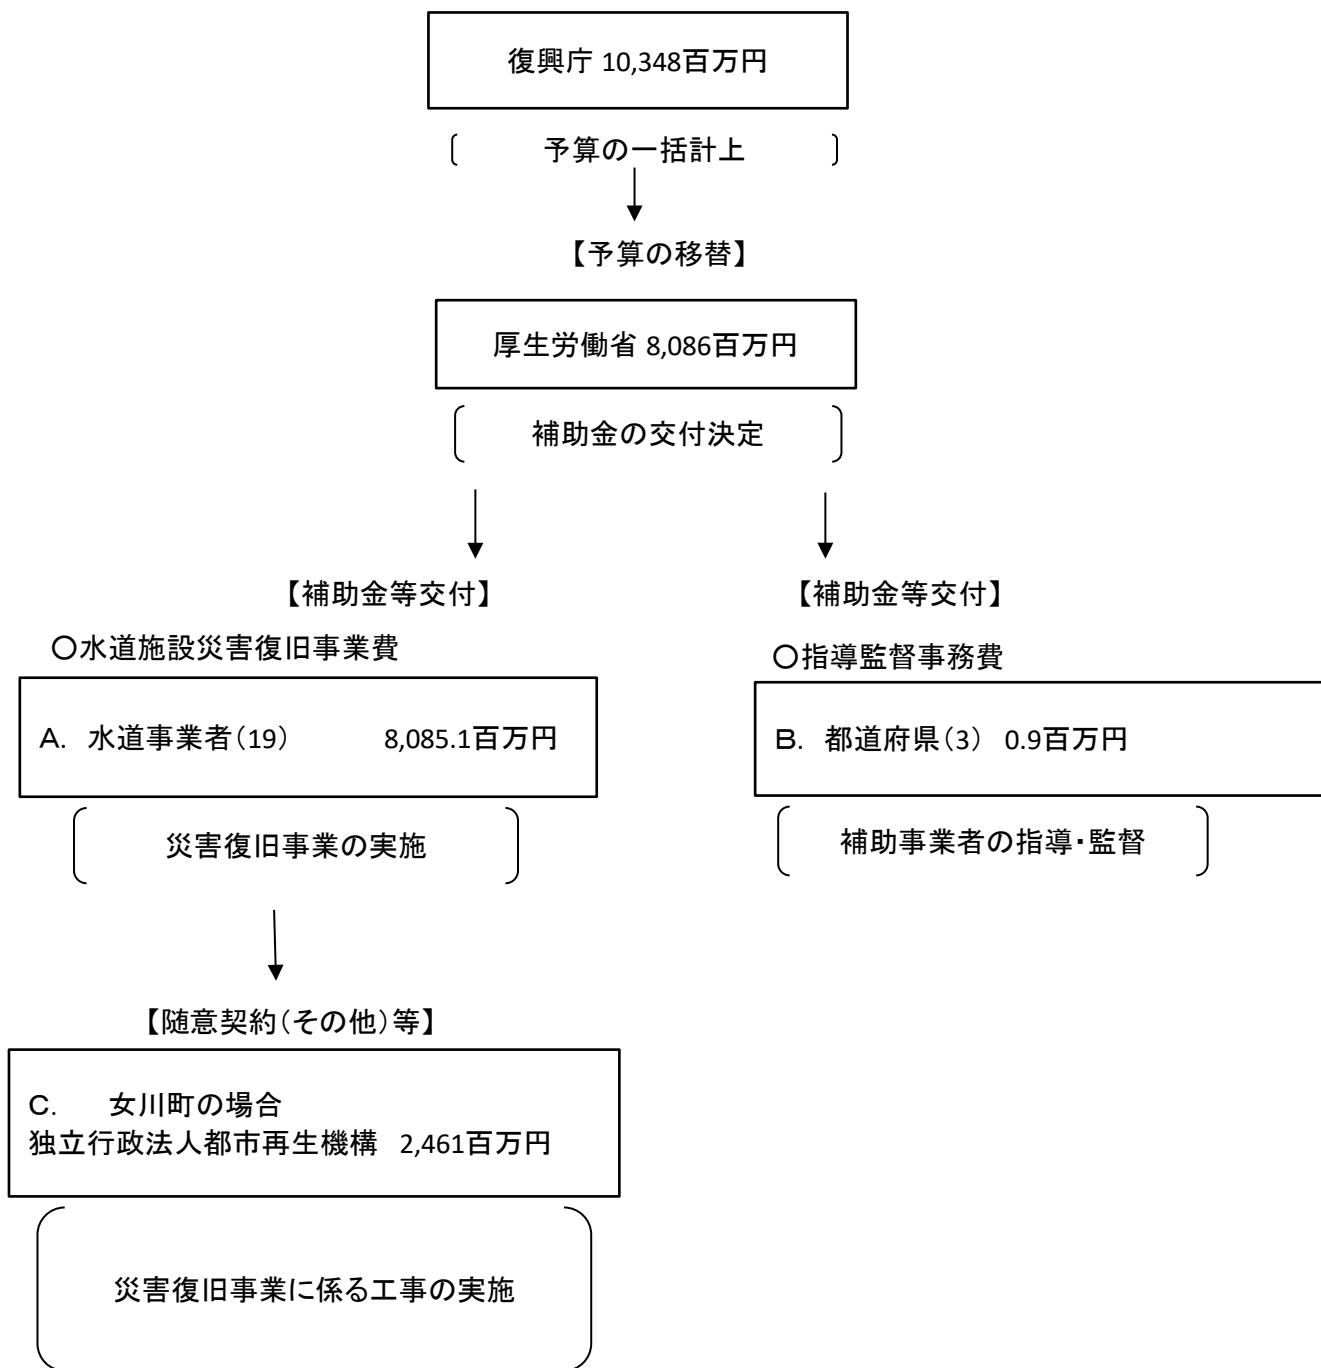 復興庁 10,348百万円
予算の一括計上
【予算の移替】
厚生労働省 8,086百万円
補助金の交付決定
【補助金等交付】
【補助金等交付】
〇水道施設災害復旧事業費
〇指導監督事務費
A. 水道事業者(19) 8,085.1百万円
B. 都道府県(3) 0.9百万円
災害復旧事業の実施
補助事業者の指導・監督
【随意契約(その他)等】
C. 女川町の場合
独立行政法人都市再生機構 2,461百万円
災害復旧事業に係る工事の実施